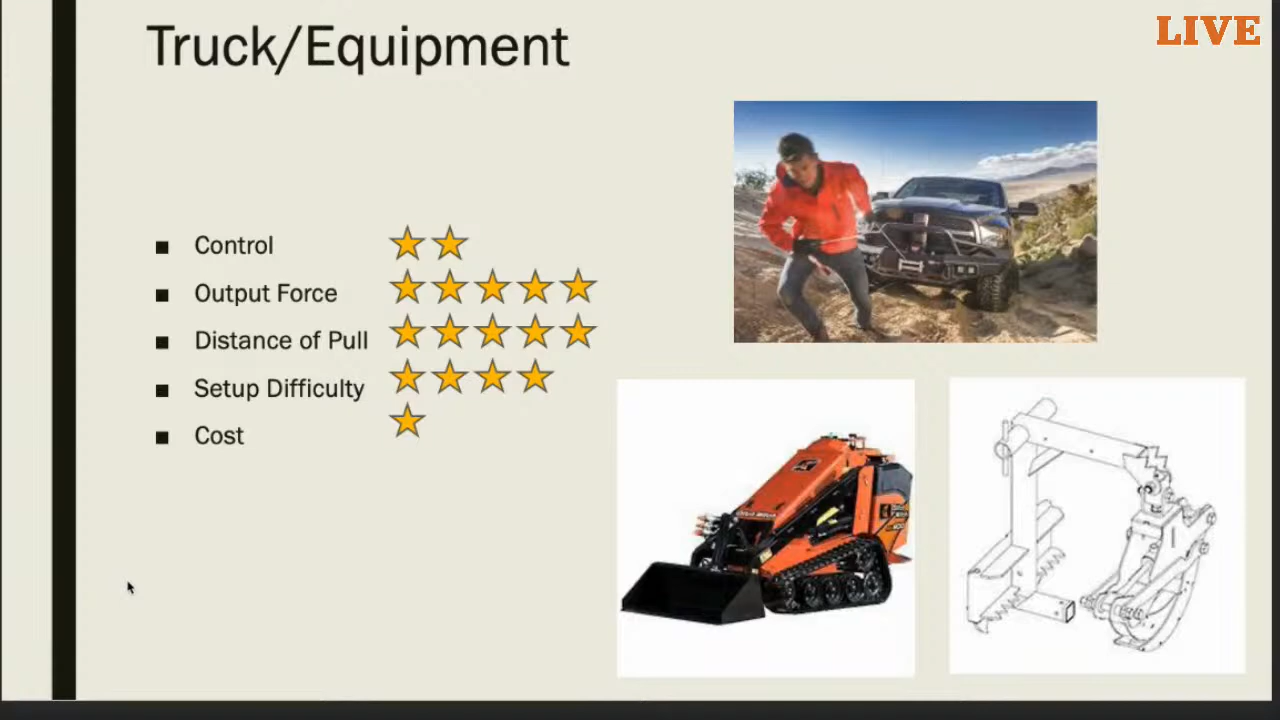 Truck/Equipment
LIVE
Control
Output Force
Distance of Pull
Setup Difficulty
Cost